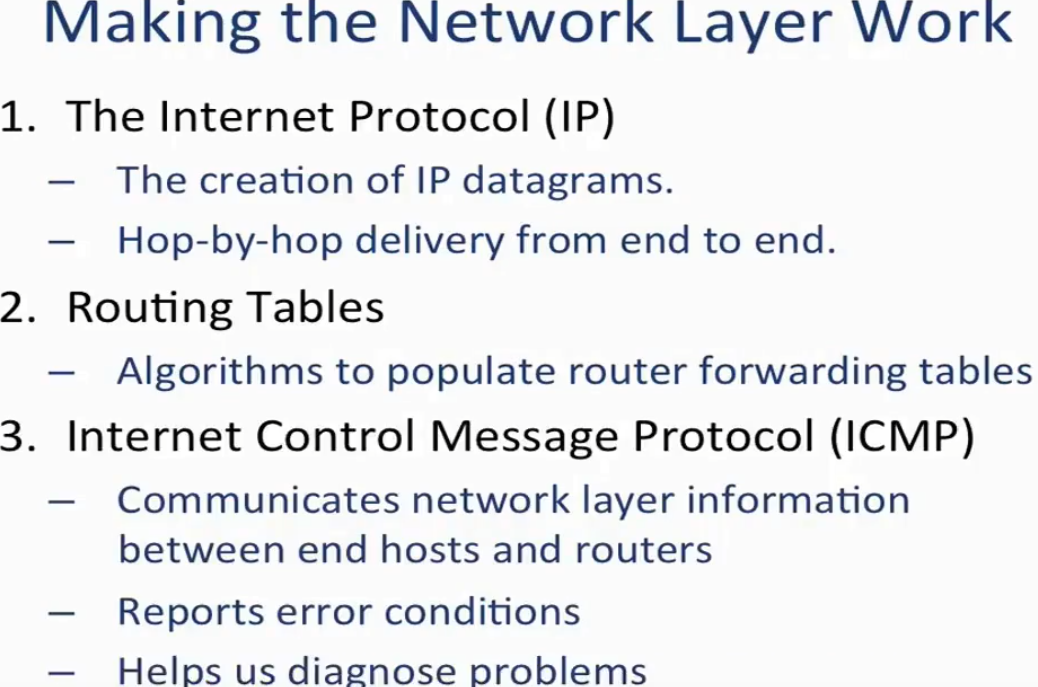 Making the Network Layer Work
1. The Internet Protocol (IP)
– The creation of IP datagrams.
– Hop-by-hop delivery from end to end.
2. Routing Tables
– Algorithms to populate router forwarding tables
3. Internet Control Message Protocol (ICMP)
– Communicates network layer information
between end hosts and routers
– Reports error conditions
– Helps us diagnose problems